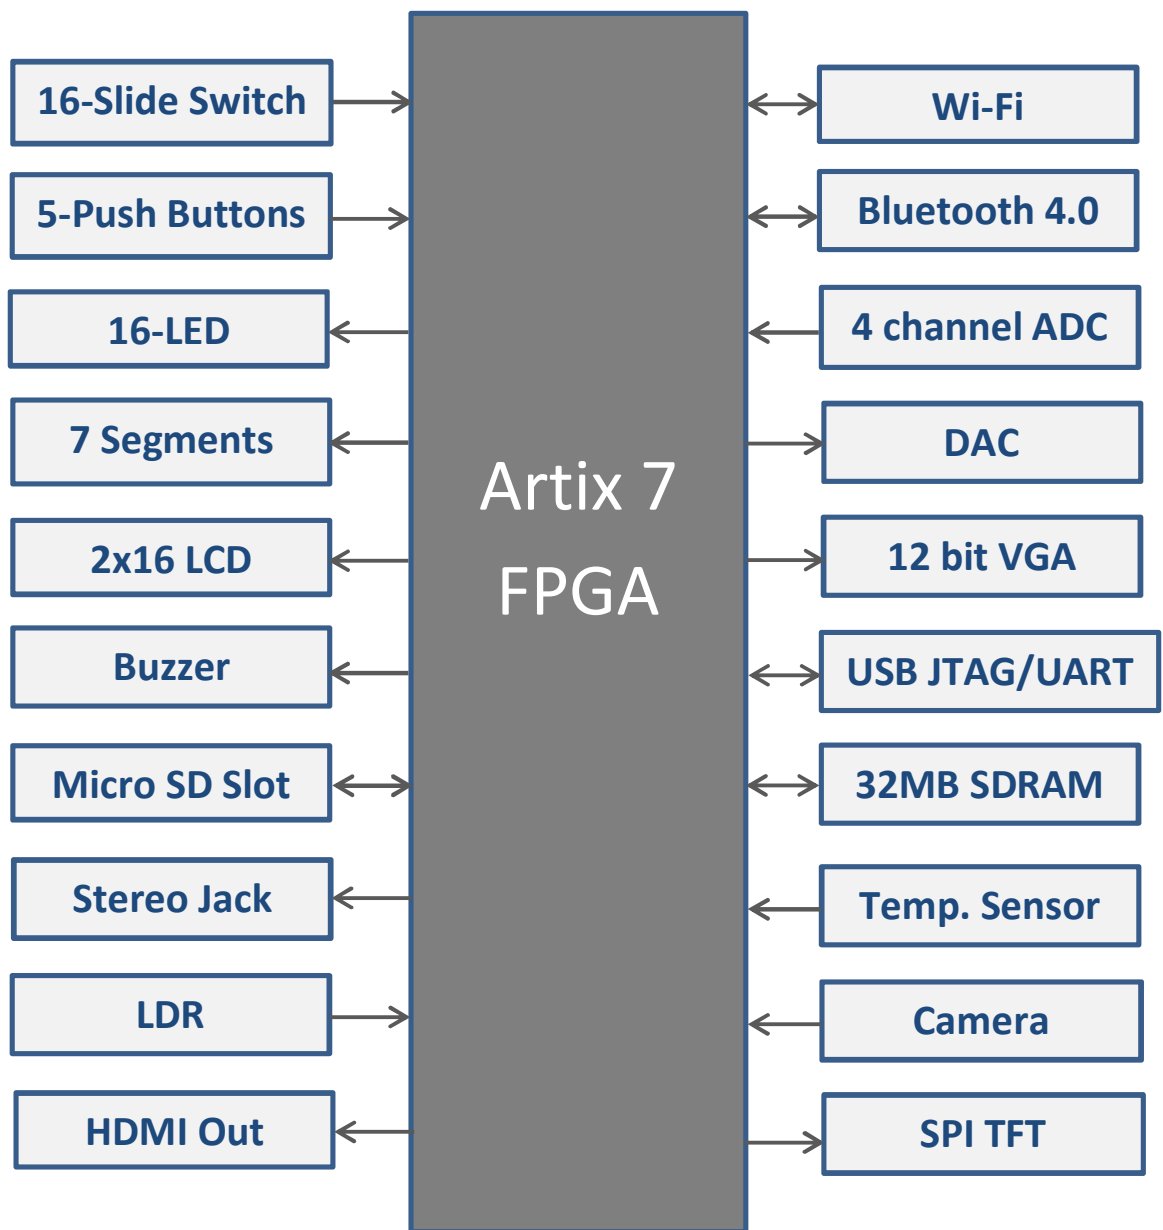 16-Slide Switch
5-Push Buttons
16-LED
7 Segments
2x16 LCD
Buzzer
Micro SD Slot
Stereo Jack
LDR
HDMI Out
Artix 7
FPGA
Wi-Fi
Bluetooth 4.0
4 channel ADC
DAC
12 bit VGA
USB JTAG/UART
32MB SDRAM
Temp. Sensor
Camera
SPI TFT